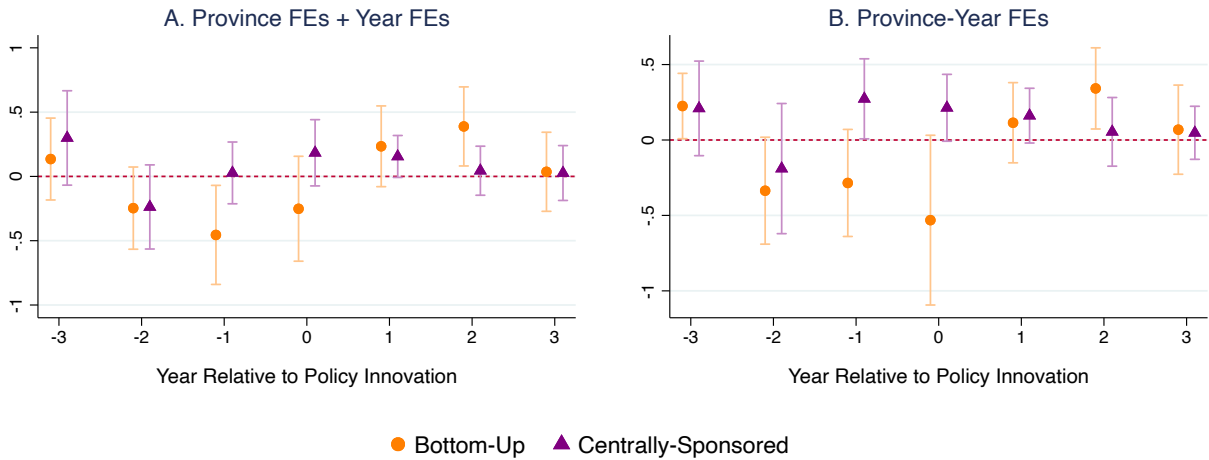 A. Province FEs + Year FEs
1
.5
0
-.5
-1
-3 -2 -1 0 1 2 3
Year Relative to Policy Innovation
B. Province-Year FEs
.5
0
-.5
-1
-3 -2 -1 0 1 2 3
Year Relative to Policy Innovation
Bottom-Up Centrally-Sponsored